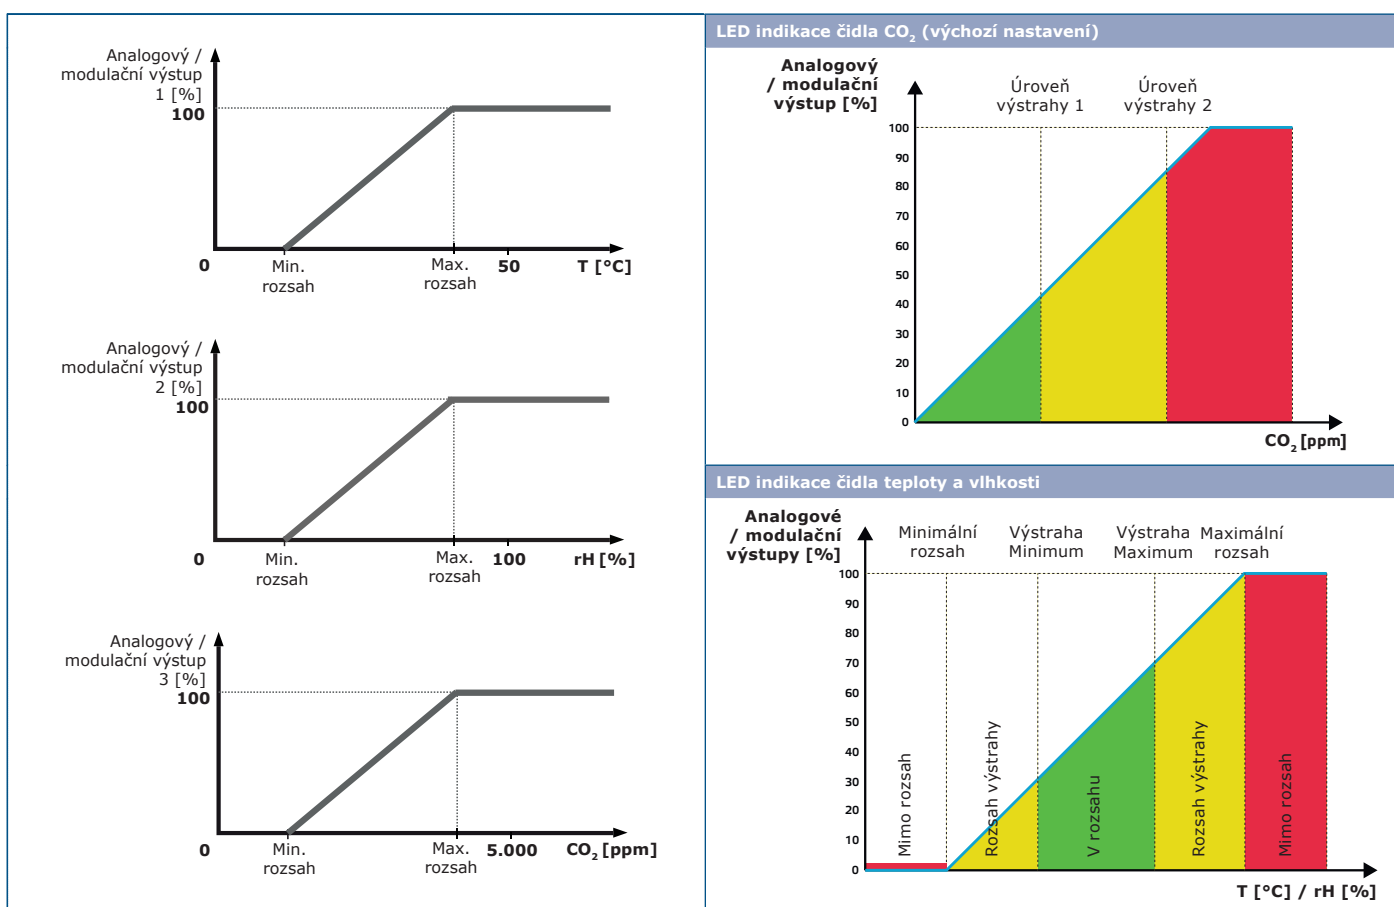 Analogový /
modulační výstup
1 [%]
100
0
Min.
rozsah
Max.
rozsah
50
T [°C]
Analogový /
modulační výstup
2 [%]
100
0
Min.
rozsah
Max.
rozsah
100
rH [%]
Analogový /
modulační výstup
3 [%]
100
0
Min.
rozsah
Max.
rozsah
5.000
CO₂ [ppm]
LED indikace čidla CO₂ (výchozí nastavení)
Analogový
/ modulační
výstup [%]
Úroveň
výstrahy 1
Úroveň
výstrahy 2
100
90
80
70
60
50
40
30
20
10
0
CO₂ [ppm]
LED indikace čidla teploty a vlhkosti
Analogové
/ modulační
výstupy [%]
Minimální
rozsah
Výstraha
Minimum
Výstraha
Maximum
Maximální
rozsah
100
90
80
70
60
50
40
30
20
10
0
Mimo rozsah
Rozsah výstrahy
V rozsahu
Rozsah výstrahy
Mimo rozsah
T [°C] / rH [%]